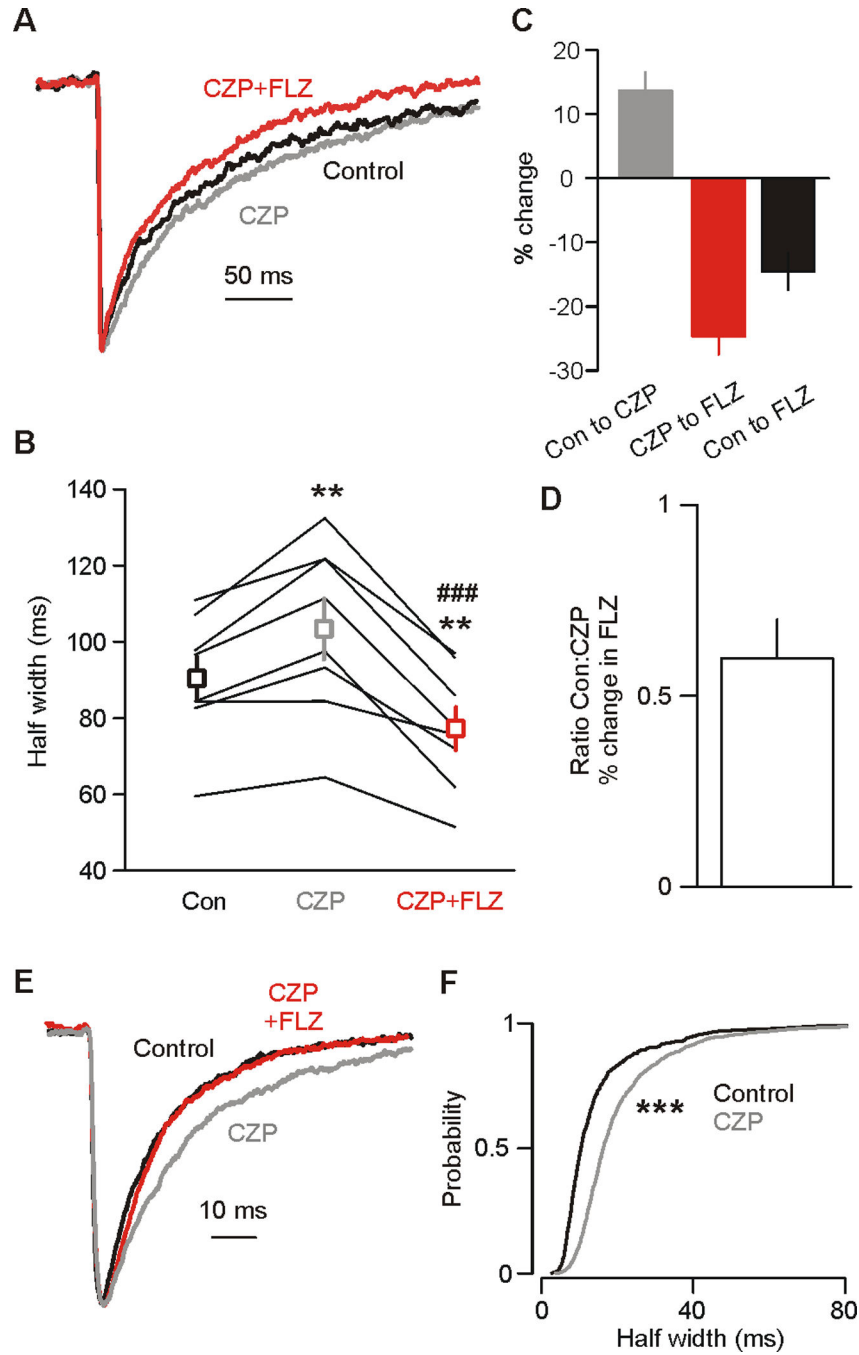 A
CZP+FLZ
Control
CZP
50 ms
C
20
10
0
-10
-20
-30
% change
Con to CZP
CZP to FLZ
Con to FLZ
B
140
120
100
80
60
40
Half width (ms)
**
###
**
Con
CZP
CZP+FLZ
D
1
0.5
0
Ratio Con:CZP
% change in FLZ
E
CZP
+FLZ
Control
CZP
10 ms
F
1
0.5
0
Probability
***
Control
CZP
0
40
80
Half width (ms)